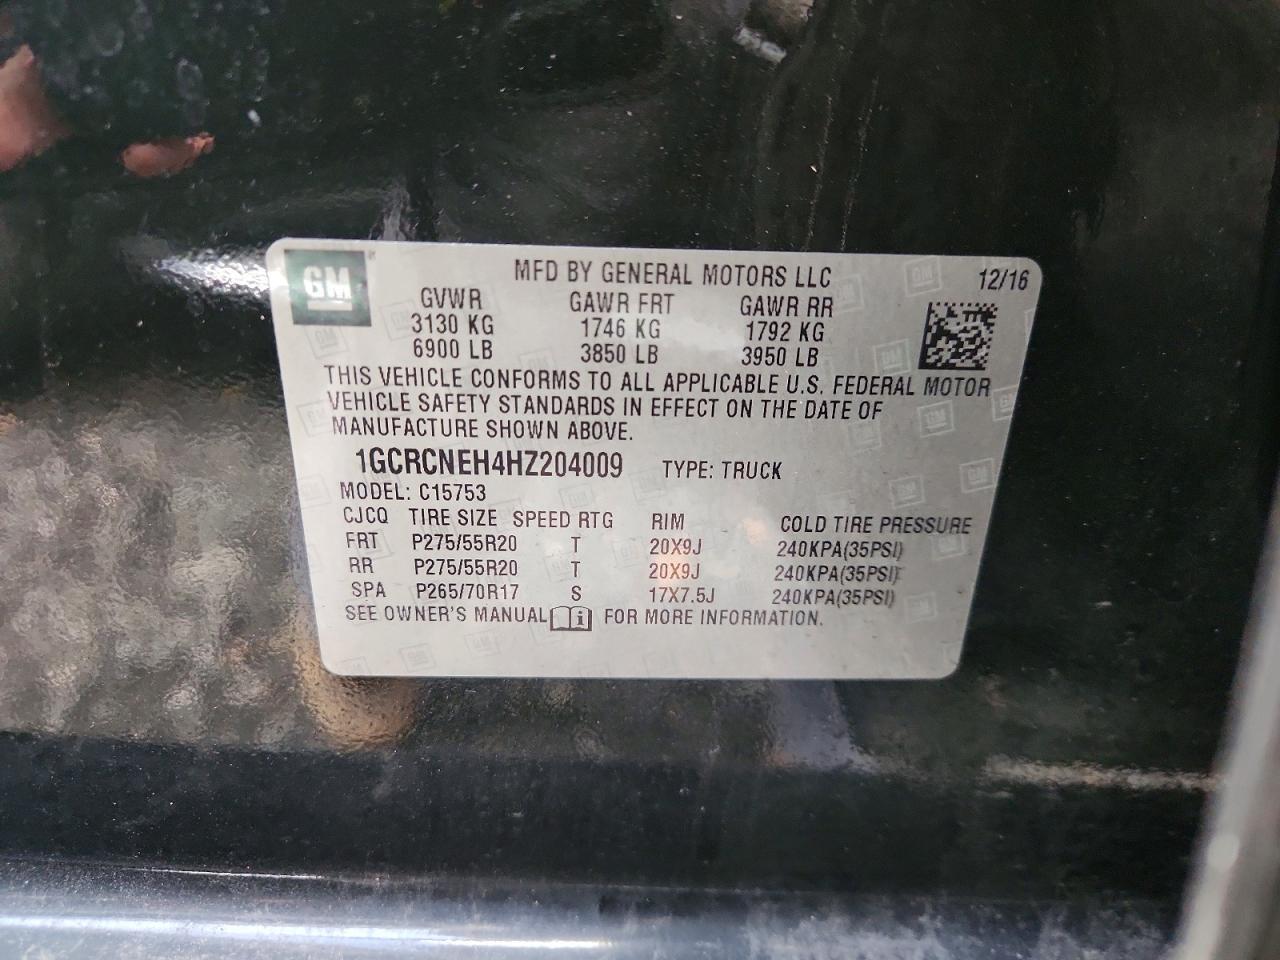 GM
MFD BY GENERAL MOTORS LLC 12/16
GVWR GAWR FRT GAWR RR
3130 KG 1746 KG 1792 KG
6900 LB 3850 LB 3950 LB
THIS VEHICLE CONFORMS TO ALL APPLICABLE U.S. FEDERAL MOTOR
VEHICLE SAFETY STANDARDS IN EFFECT ON THE DATE OF
MANUFACTURE SHOWN ABOVE.
1GCRCNEH4HZ204009 TYPE: TRUCK
MODEL: C15753
CJCQ TIRE SIZE SPEED RTG RIM COLD TIRE PRESSURE
FRT P275/55R20 T 20X9J 240KPA(35PSI)
RR P275/55R20 T 20X9J 240KPA(35PSI)
SPA P265/70R17 S 17X7.5J 240KPA(35PSI)
SEE OWNER'S MANUAL i FOR MORE INFORMATION.